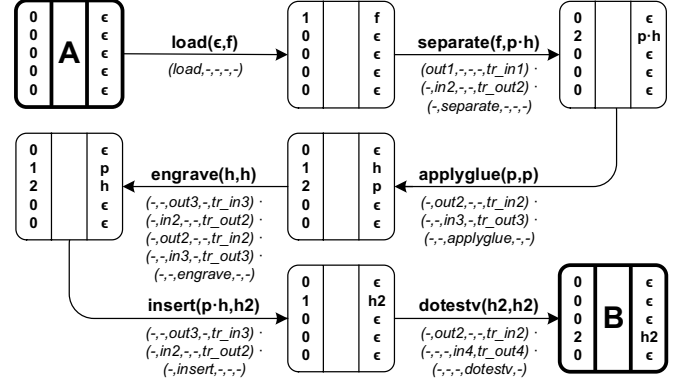 0 ϵ
0 ϵ
0 A ϵ
0 ϵ
0 ϵ
load(ϵ,f)
(load,-,-,-,-)
1 f
0 ϵ
0 ϵ
0 ϵ
0 ϵ
separate(f,p·h)
(out1,-,-,-,tr_in1) ·
(-,in2,-,-,tr_out2) ·
(-,separate,-,-,-)
0 ϵ
2 p·h
0 ϵ
0 ϵ
0 ϵ
0 ϵ
1 p
2 h
0 ϵ
0 ϵ
engrave(h,h)
(-,-,out3,-,tr_in3) ·
(-,in2,-,-,tr_out2) ·
(-,out2,-,-,tr_in2) ·
(-,-,in3,-,tr_out3) ·
(-,-,engrave,-,-)
0 ϵ
1 h
2 p
0 ϵ
0 ϵ
applyglue(p,p)
(-,out2,-,-,tr_in2) ·
(-,-,in3,-,tr_out3) ·
(-,-,applyglue,-,-)
insert(p·h,h2)
(-,-,out3,-,tr_in3) ·
(-,in2,-,-,tr_out2) ·
(-,insert,-,-,-)
0 ϵ
1 h2
0 ϵ
0 ϵ
0 ϵ
dotestv(h2,h2)
(-,out2,-,-,tr_in2) ·
(-,-,-,in4,tr_out4) ·
(-,-,-,dotestv,-)
0 ϵ
0 ϵ
0 B ϵ
2 h2
0 ϵ